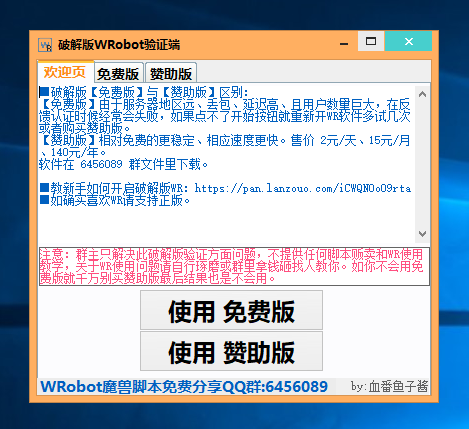 破解版WRobot验证端
欢迎页 免费版 赞助版
■破解版【免费版】与【赞助版】区别:
【免费版】由于服务器地区远、丢包、延迟高、且用户数量巨大，在反
馈认证时候经常会失败，如果点不了开始按钮就重新开WR软件多试几次
或者购买赞助版。
【赞助版】相对免费的更稳定、相应速度更快。售价 2元/天、15元/月
、140元/年。
软件在 6456089 群文件里下载。
■教新手如何开启破解版WR: https://pan.lanzouo.com/iCWQNOoO9rta
■如确实喜欢WR请支持正版。
注意: 群主只解决此破解版验证方面问题，不提供任何脚本贩卖和WR使用
教学，关于WR使用问题请自行琢磨或群里拿钱砸找人教你。如你不会用免
费版就千万别买赞助版最后结果也是不会用。
使用 免费版
使用 赞助版
WRobot魔兽脚本免费分享QQ群:6456089
by:血番鱼子酱